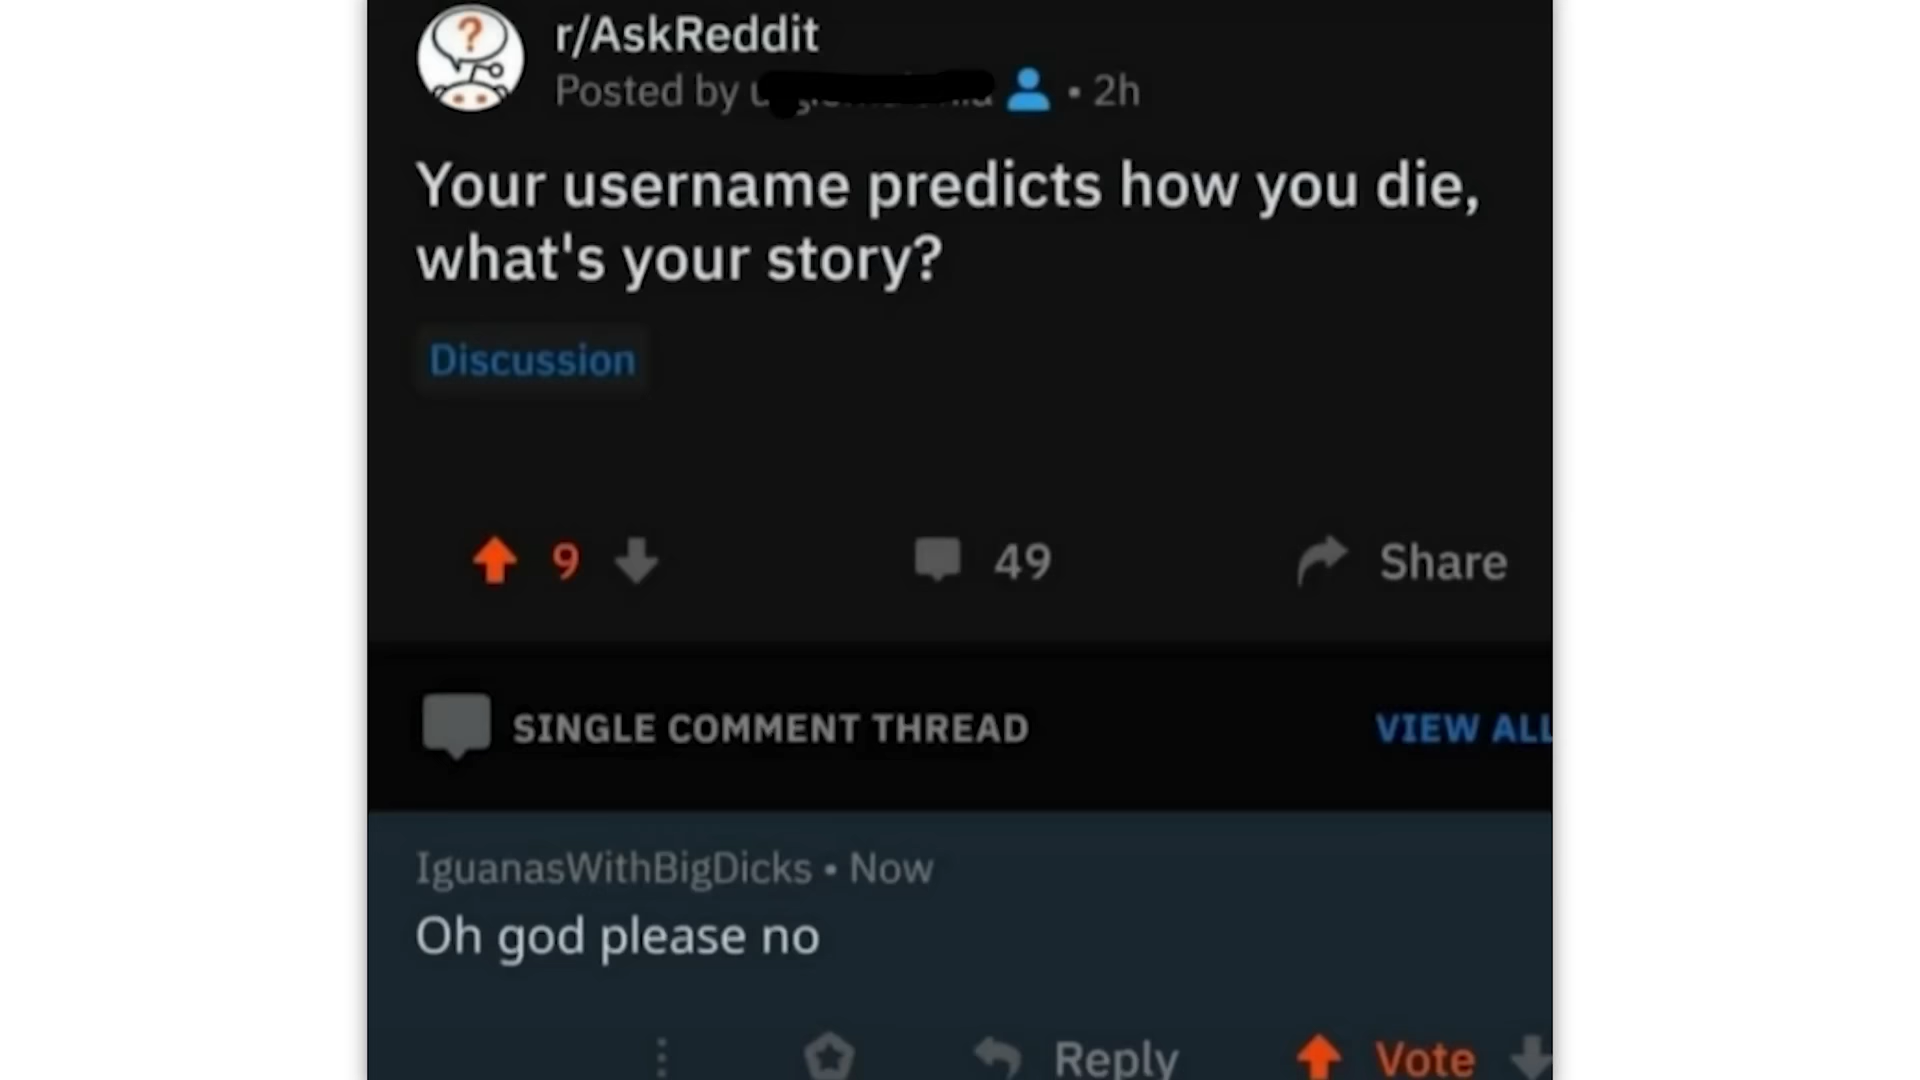 r/AskReddit
Posted by • 2h
Your username predicts how you die,
what's your story?
Discussion
9 49 Share
SINGLE COMMENT THREAD VIEW ALL
IguanasWithBigDicks • Now
Oh god please no
Reply Vote